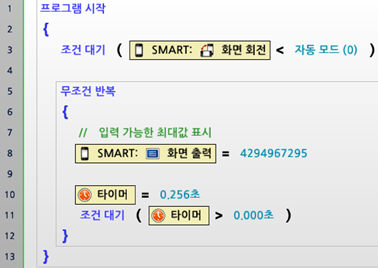 1 프로그램 시작
2 {
3 조건 대기 ( SMART: 화면 회전 < 자동 모드 (0) )
4
5 무조건 반복
6 {
7 // 입력 가능한 최대값 표시
8 SMART: 화면 출력 = 4294967295
9
10 타이머 = 0.256초
11 조건 대기 ( 타이머 > 0.000초 )
12 }
13 }